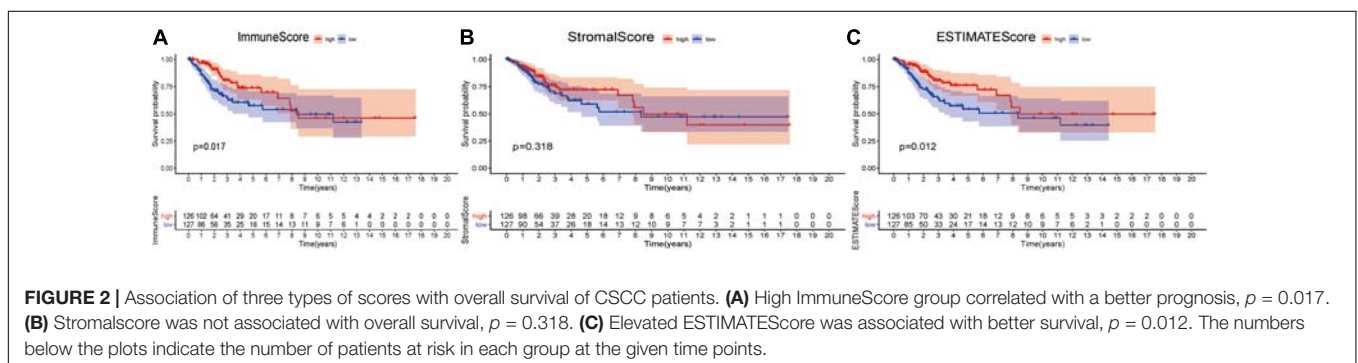 A ImmuneScore high low
Survival probability
1.00
0.75
0.50
0.25
0.00
p=0.017
0 1 2 3 4 5 6 7 8 9 10 11 12 13 14 15 16 17 18 19 20
Time(years)
ImmuneScore
high 126 102 64 41 29 20 17 11 8 7 6 5 5 4 4 2 2 2 0 0 0
low 127 86 56 35 25 16 15 14 13 11 9 7 6 1 0 0 0 0 0 0 0
0 1 2 3 4 5 6 7 8 9 10 11 12 13 14 15 16 17 18 19 20
Time(years)
B StromalScore high low
Survival probability
1.00
0.75
0.50
0.25
0.00
p=0.318
0 1 2 3 4 5 6 7 8 9 10 11 12 13 14 15 16 17 18 19 20
Time(years)
StromalScore
high 126 98 66 39 28 20 18 12 9 8 6 5 4 2 2 1 1 1 0 0 0
low 127 90 54 37 26 18 14 13 12 10 9 7 3 2 1 1 1 0 0 0
0 1 2 3 4 5 6 7 8 9 10 11 12 13 14 15 16 17 18 19 20
Time(years)
C ESTIMATEScore high low
Survival probability
1.00
0.75
0.50
0.25
0.00
p=0.012
0 1 2 3 4 5 6 7 8 9 10 11 12 13 14 15 16 17 18 19 20
Time(years)
ESTIMATEScore
high 126 103 70 43 30 21 18 12 9 8 6 5 5 3 3 2 2 2 0 0 0
low 127 85 50 33 24 17 14 13 12 10 9 7 6 2 1 0 0 0 0 0 0
0 1 2 3 4 5 6 7 8 9 10 11 12 13 14 15 16 17 18 19 20
Time(years)
FIGURE 2 | Association of three types of scores with overall survival of CSCC patients. (A) High ImmuneScore group correlated with a better prognosis, p = 0.017.
(B) Stromalscore was not associated with overall survival, p = 0.318. (C) Elevated ESTIMATEScore was associated with better survival, p = 0.012. The numbers
below the plots indicate the number of patients at risk in each group at the given time points.